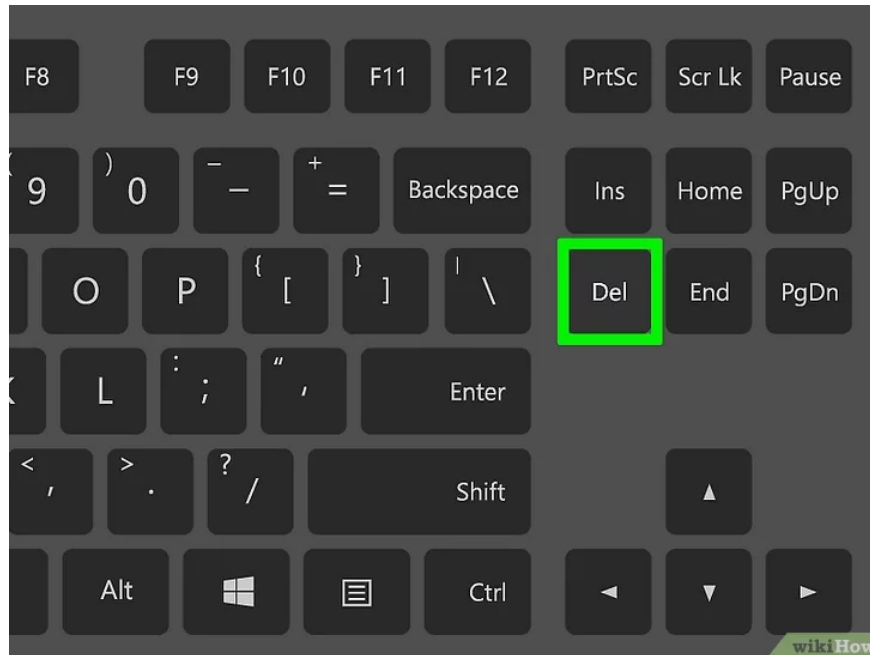 F8 F9 F10 F11 F12 PrtSc Scr Lk Pause
( ) _ +
9 0 – = Backspace Ins Home PgUp
{ } |
O P [ ] \ Del End PgDn
: "
K L ; ' Enter
< > ?
, . / Shift
Alt Ctrl
wikiHow